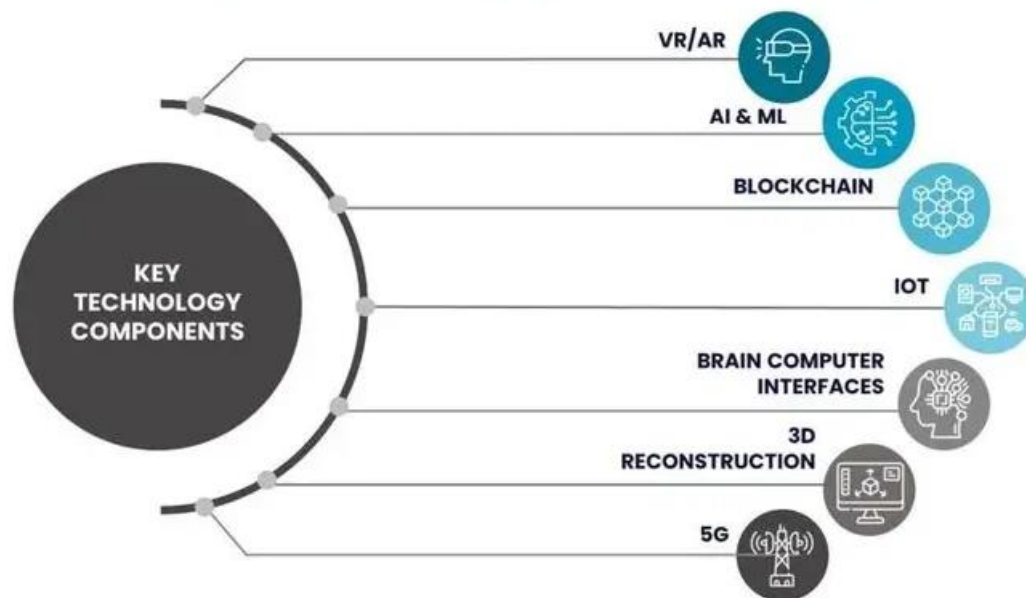 VR/AR
AI & ML
BLOCKCHAIN
IOT
KEY
TECHNOLOGY
COMPONENTS
BRAIN COMPUTER
INTERFACES
3D
RECONSTRUCTION
5G